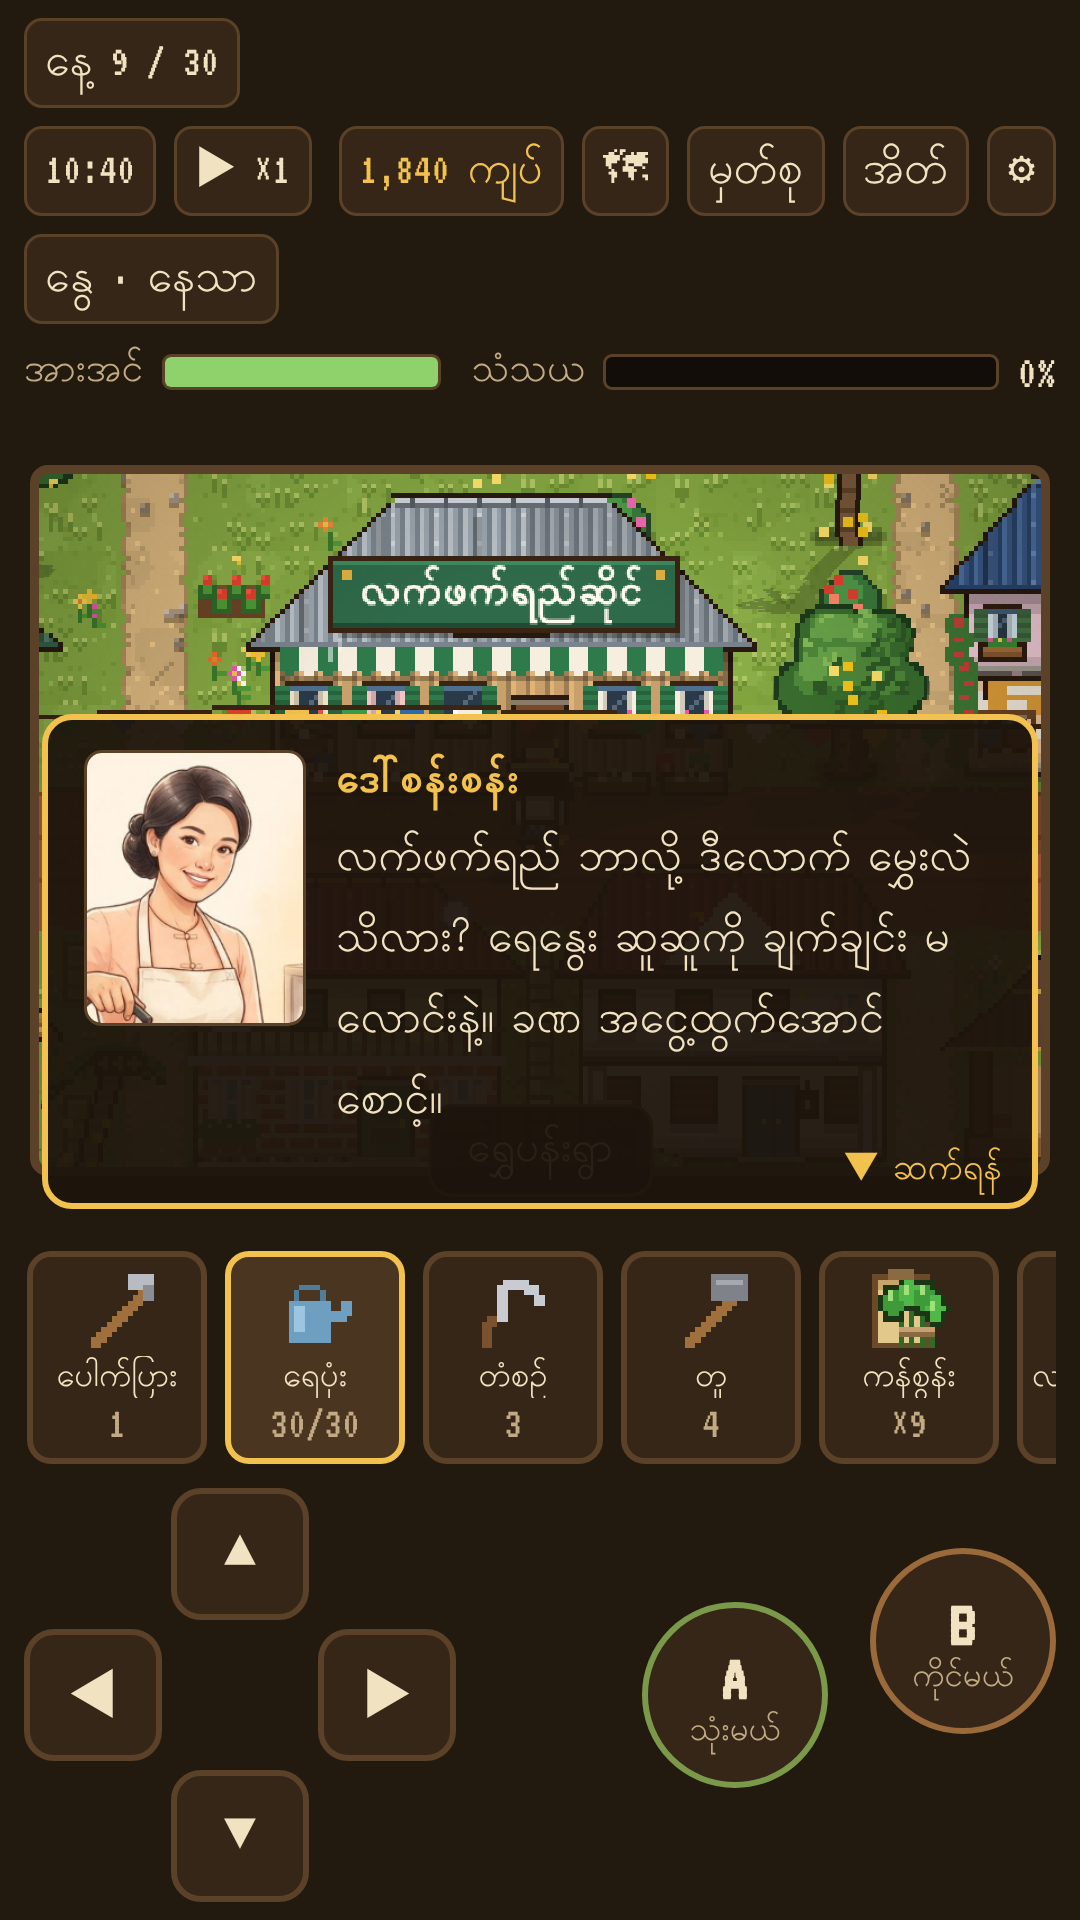 နေ့ 9 / 30
10:40
▶ X1
1,840 ကျပ်
မှတ်စု
အိတ်
နွေ · နေသာ
အားအင်
သံသယ
0%
လက်ဖက်ရည်ဆိုင်
ဒေါ်စန်းစန်း
လက်ဖက်ရည် ဘာလို့ ဒီလောက် မွှေးလဲ
သိလား? ရေနွေး ဆူဆူကို ချက်ချင်း မ
လောင်းနဲ့။ ခဏ အငွေ့ထွက်အောင်
စောင့်။
ရွှေပန်းရွာ
▼ ဆက်ရန်
ပေါက်ပြား
1
ရေပုံး
30/30
တံစဉ်
3
တူ
4
ကန်စွန်း
X9
A
သုံးမယ်
B
ကိုင်မယ်